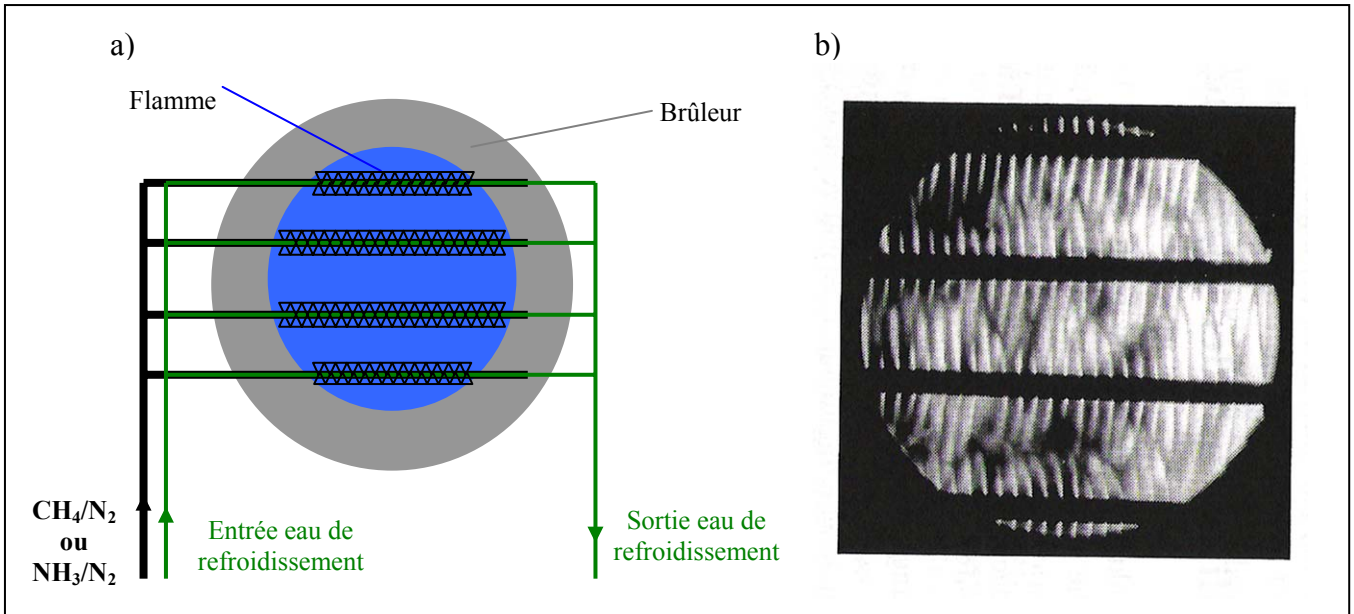 a)
b)
Flamme
Brûleur
CH₄/N₂
ou
NH₃/N₂
Entrée eau de
refroidissement
Sortie eau de
refroidissement